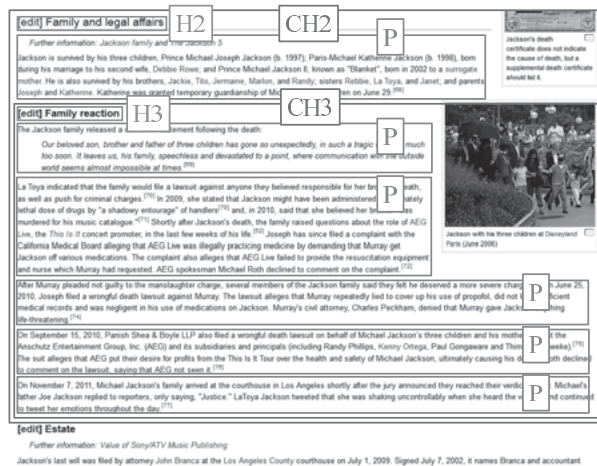 [edit] Family and legal affairs H2 CH2
Further information: Jackson family and The Jackson 5 P
Jackson is survived by his three children, Prince Michael Joseph Jackson (b. 1997); Paris-Michael Katherine Jackson (b. 1998), born
during his marriage to his second wife, Debbie Rowe; and Prince Michael Jackson II, known as "Blanket", born in 2002 to a surrogate
mother. He is also survived by his brothers, Jackie, Tito, Jermaine, Marlon, and Randy; sisters Rebbie, La Toya, and Janet; and parents
Joseph and Katherine. Katherine was granted temporary guardianship of children on June 29.[68]
Jackson's death
certificate does not indicate
the cause of death, but a
supplemental death certificate
should list it.
[edit] Family reaction H3 CH3
The Jackson family released a statement following the death: P
Our beloved son, brother and father of three children has gone so unexpectedly, in such a tragic much
too soon. It leaves us, his family, speechless and devastated to a point, where communication with the outside
world seems almost impossible at times.[69]
La Toya indicated that the family would file a lawsuit against anyone they believed responsible for her death, P
as well as push for criminal charges.[70] In 2009, she stated that Jackson might have been administered
lethal dose of drugs by "a shadowy entourage" of handlers[70] and, in 2010, said that she believed her was
murdered for his music catalogue."[71] Shortly after Jackson's death, the family raised questions about the role of AEG
Live, the This Is It concert promoter, in the last few weeks of his life.[52] Joseph has since filed a complaint with the
California Medical Board alleging that AEG Live was illegally practicing medicine by demanding that Murray get
Jackson off various medications. The complaint also alleges that AEG Live failed to provide the resuscitation equipment
and nurse which Murray had requested. AEG spokesman Michael Roth declined to comment on the complaint.[72]
Jackson with his three children at Disneyland
Paris (June 2006)
After Murray pleaded not guilty to the manslaughter charge, several members of the Jackson family said they felt he deserved a more severe P on June 25,
2010, Joseph filed a wrongful death lawsuit against Murray. The lawsuit alleges that Murray repeatedly lied to cover up his use of propofol, did not medical
records and was negligent in his use of medications on Jackson. Murray's civil attorney, Charles Peckham, denied that Murray gave
life-threatening.[74]
On September 15, 2010, Panish Shea & Boyle LLP also filed a wrongful death lawsuit on behalf of Michael Jackson's three children and his P the
Anschutz Entertainment Group, Inc. (AEG) and its subsidiaries and principals (including Randy Phillips, Kenny Ortega, Paul Gongaware and
The suit alleges that AEG put their desire for profits from the This Is It Tour over the health and safety of Michael Jackson, ultimately causing his declined
to comment on the lawsuit, saying that AEG not seen it.[76]
On November 7, 2011, Michael Jackson's family arrived at the courthouse in Los Angeles shortly after the jury announced they reached their P Michael's
father Joe Jackson replied to reporters, only saying, "Justice." LaToya Jackson tweeted that she was shaking uncontrollably when she heard the and continued
to tweet her emotions throughout the day.[77]
[edit] Estate
Further information: Value of Sony/ATV Music Publishing
Jackson's last will was filed by attorney John Branca at the Los Angeles County courthouse on July 1, 2009. Signed July 7, 2002, it names Branca and accountant